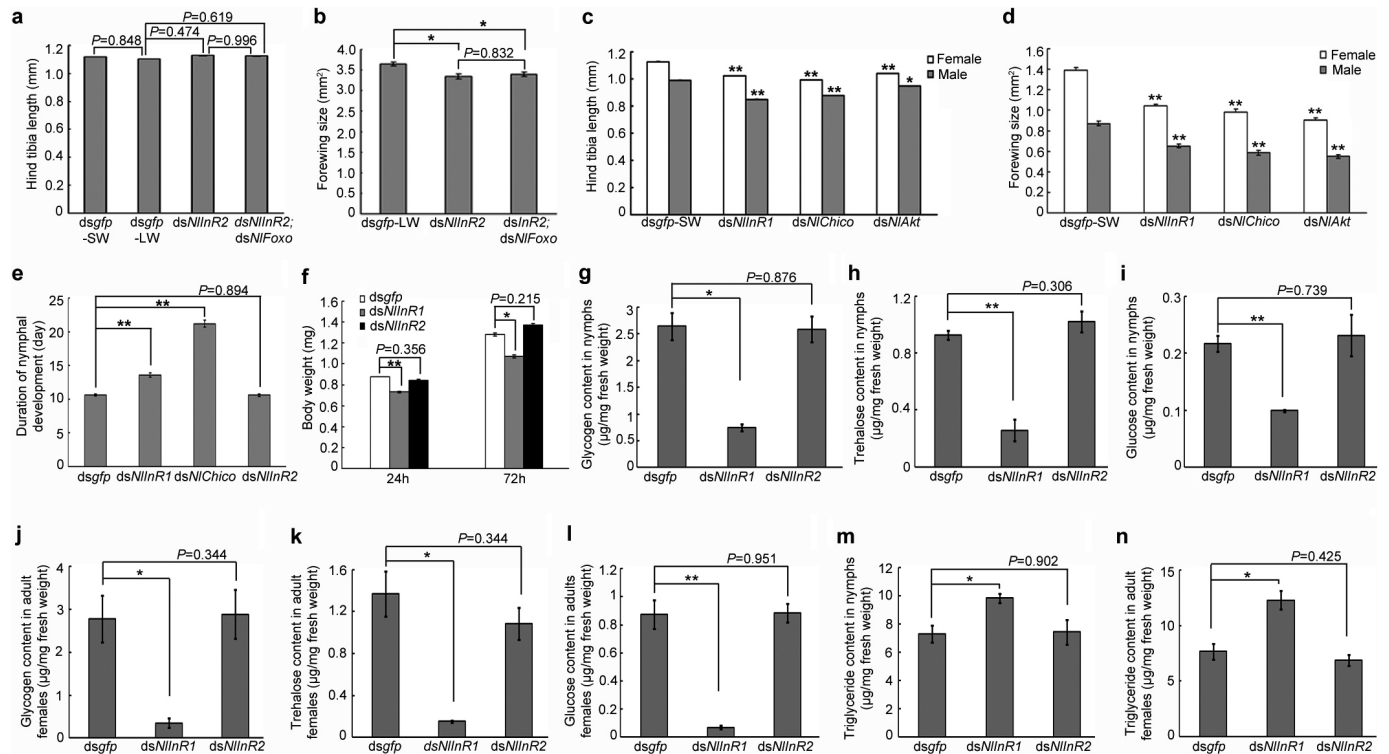 a
P=0.619
P=0.848 P=0.474 P=0.996
Hind tibia length (mm)
1.2
1.0
0.8
0.6
0.4
0.2
0
dsgfp -SW
dsgfp -LW
dsNlInR2
dsNlInR2; dsNlFoxo
b
*
*
P=0.832
Forewing size (mm²)
4.0
3.5
3.0
2.5
2.0
1.5
1.0
0.5
0
dsgfp-LW
dsNlInR2
dsInR2; dsNlFoxo
c
Female
Male
Hind tibia length (mm)
1.2
1.0
0.8
0.6
0.4
0.2
0
** ** ** ** ** *
dsgfp-SW dsNlInR1 dsNlChico dsNlAkt
d
Female
Male
Forewing size (mm²)
1.6
1.4
1.2
1.0
0.8
0.6
0.4
0.2
0
** ** ** ** ** **
dsgfp-SW dsNlInR1 dsNlChico dsNlAkt
e
P=0.894
**
**
Duration of nymphal
development (day)
25
20
15
10
5
0
dsgfp dsNlInR1 dsNlChico dsNlInR2
f
dsgfp
dsNlInR1
dsNlInR2
P=0.215
*
P=0.356
**
Body weight (mg)
1.8
1.6
1.4
1.2
1.0
0.8
0.6
0.4
0.2
0
24h 72h
g
P=0.876
*
Glycogen content in nymphs
(μg/mg fresh weight)
3
2.5
2
1.5
1
0.5
0
dsgfp dsNlInR1 dsNlInR2
h
P=0.306
**
Trehalose content in nymphs
(μg/mg fresh weight)
1.2
0.8
0.4
0
dsgfp dsNlInR1 dsNlInR2
i
P=0.739
**
Glucose content in nymphs
(μg/mg fresh weight)
0.3
0.2
0.1
0
dsgfp dsNlInR1 dsNlInR2
j
P=0.344
*
Glycogen content in adult
females (μg/mg fresh weight)
4
3
2
1
0
dsgfp dsNlInR1 dsNlInR2
k
P=0.344
*
Trehalose content in adult
females (μg/mg fresh weight)
1.6
1.2
0.8
0.4
0
dsgfp dsNlInR1 dsNlInR2
l
P=0.951
**
Glucose content in adults
females (μg/mg fresh weight)
1.2
0.9
0.6
0.3
0
dsgfp dsNlInR1 dsNlInR2
m
P=0.902
*
Triglyceride content in nymphs
(μg/mg fresh weight)
12
10
8
6
4
2
0
dsgfp dsNlInR1 dsNlInR2
n
P=0.425
*
Triglyceride content in adult
females (μg/mg fresh weight)
15
10
5
0
dsgfp dsNlInR1 dsNlInR2